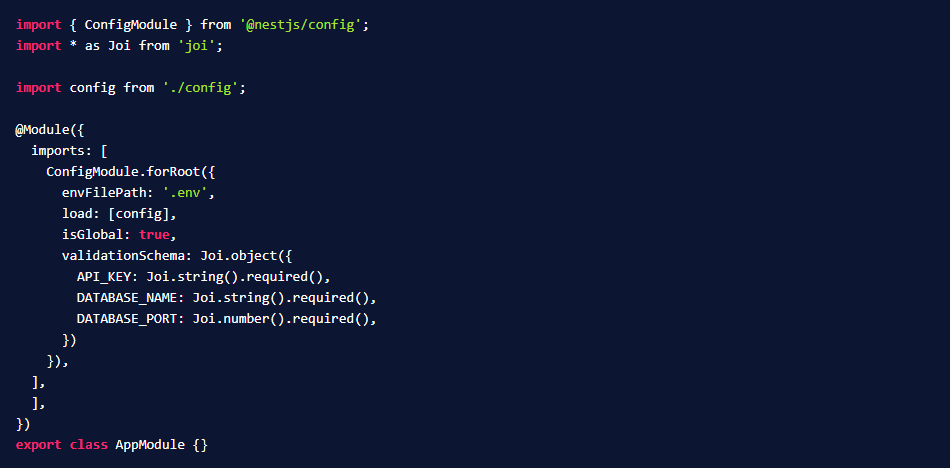 import { ConfigModule } from '@nestjs/config';
import * as Joi from 'joi';

import config from './config';

@Module({
  imports: [
    ConfigModule.forRoot({
      envFilePath: '.env',
      load: [config],
      isGlobal: true,
      validationSchema: Joi.object({
        API_KEY: Joi.string().required(),
        DATABASE_NAME: Joi.string().required(),
        DATABASE_PORT: Joi.number().required(),
      })
    }),
  ],
  ],
})
export class AppModule {}